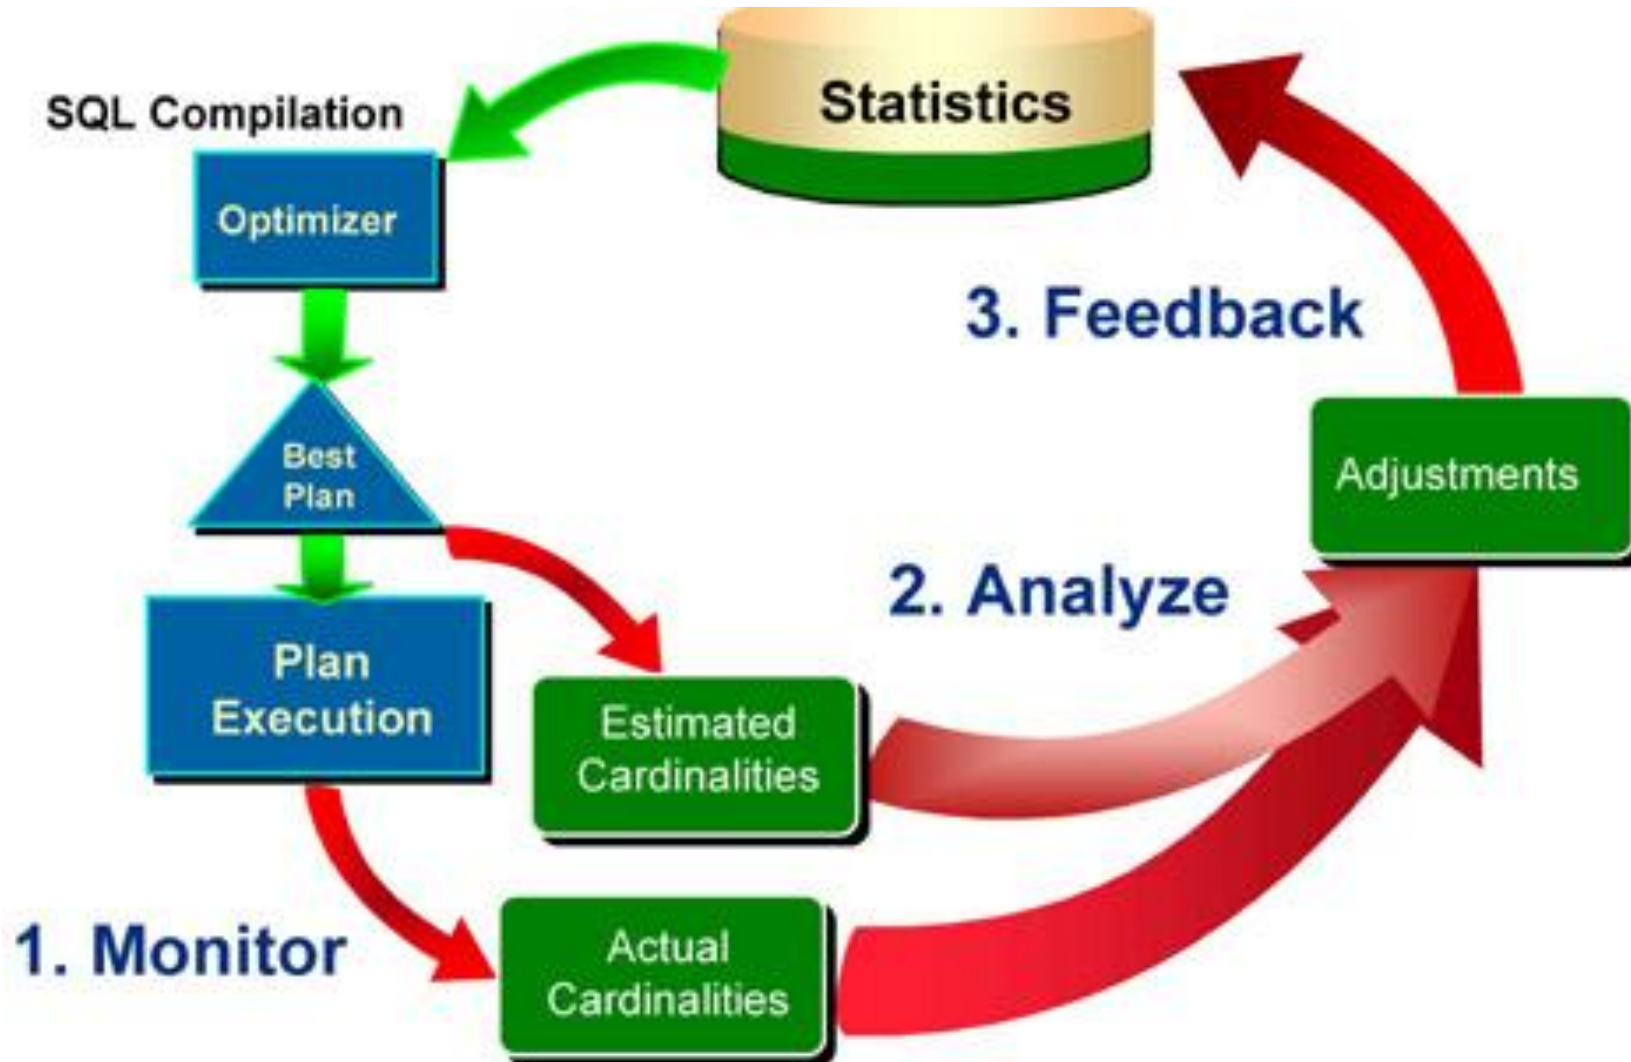 Statistics
SQL Compilation
Optimizer
3. Feedback
Best
Plan
Adjustments
2. Analyze
Plan
Execution
Estimated
Cardinalities
1. Monitor
Actual
Cardinalities